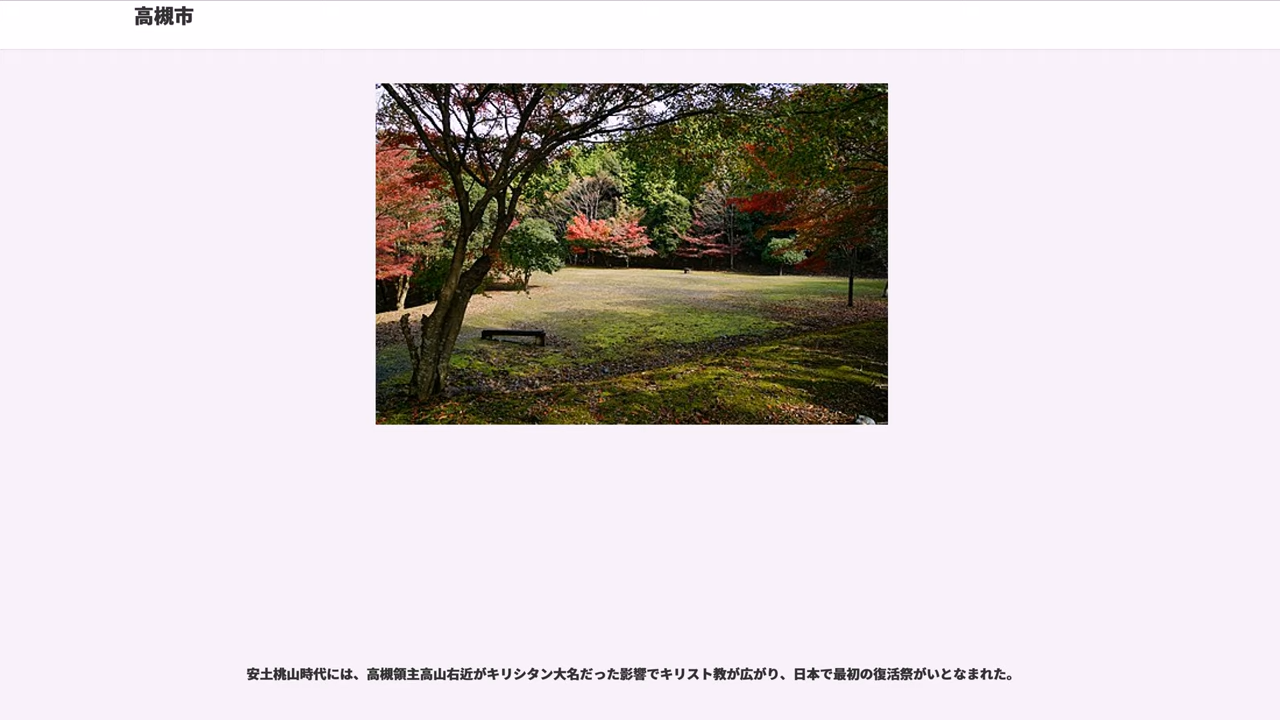 高槻市
安土桃山時代には、高槻領主高山右近がキリシタン大名だった影響でキリスト教が広がり、日本で最初の復活祭がいとなまれた。